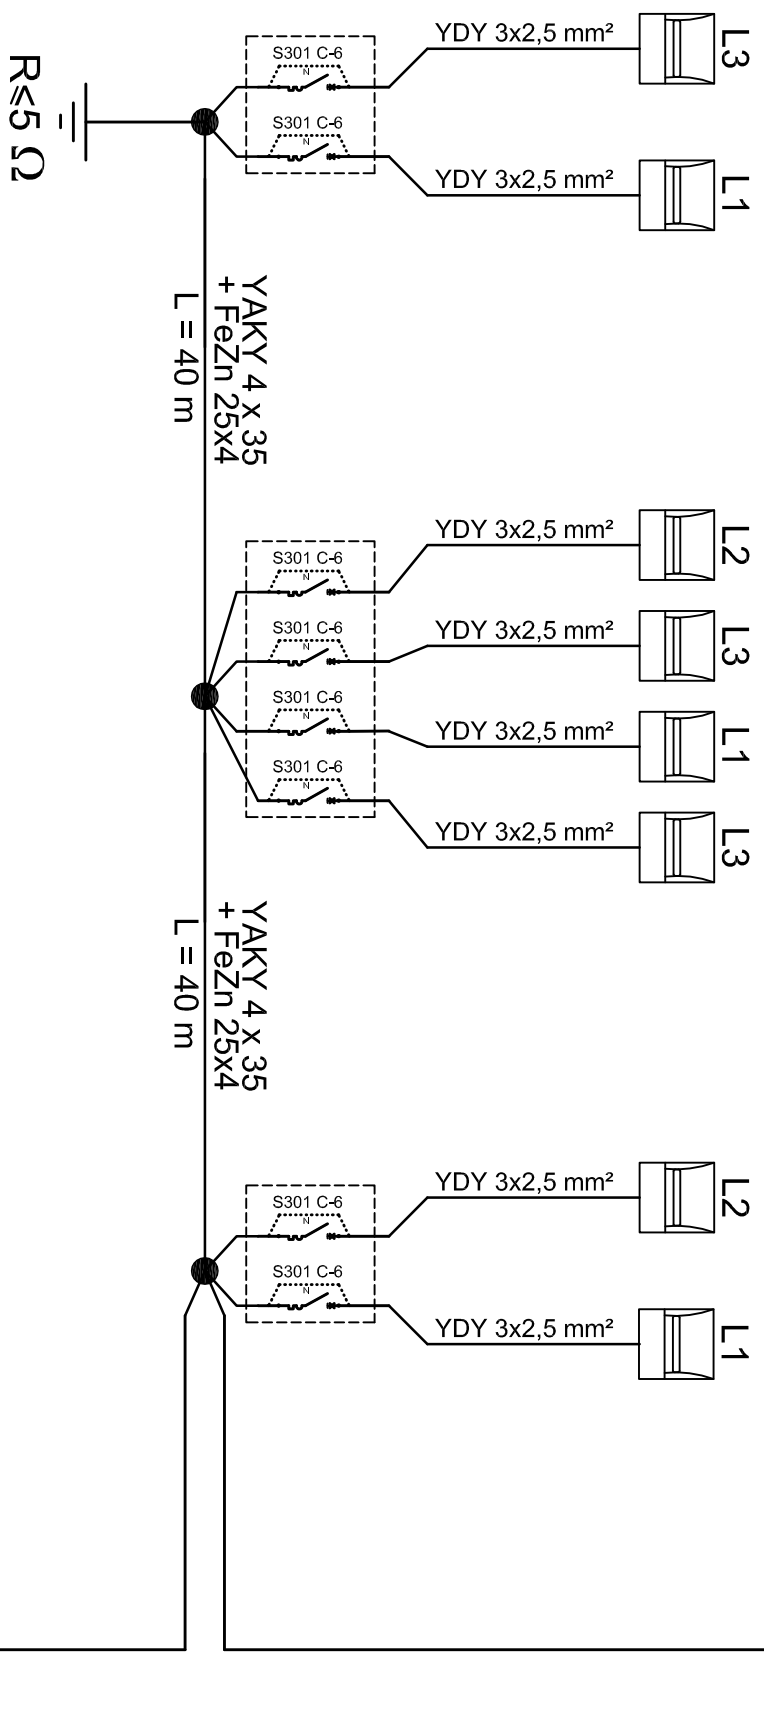 S301 C-6
N
YDY 3x2,5 mm²
L3
R≤5 Ω
S301 C-6
N
YDY 3x2,5 mm²
L1
YAKY 4 x 35
+ FeZn 25x4
L = 40 m
S301 C-6
N
YDY 3x2,5 mm²
L2
S301 C-6
N
YDY 3x2,5 mm²
L3
S301 C-6
N
YDY 3x2,5 mm²
L1
S301 C-6
N
YDY 3x2,5 mm²
L3
YAKY 4 x 35
+ FeZn 25x4
L = 40 m
S301 C-6
N
YDY 3x2,5 mm²
L2
S301 C-6
N
YDY 3x2,5 mm²
L1